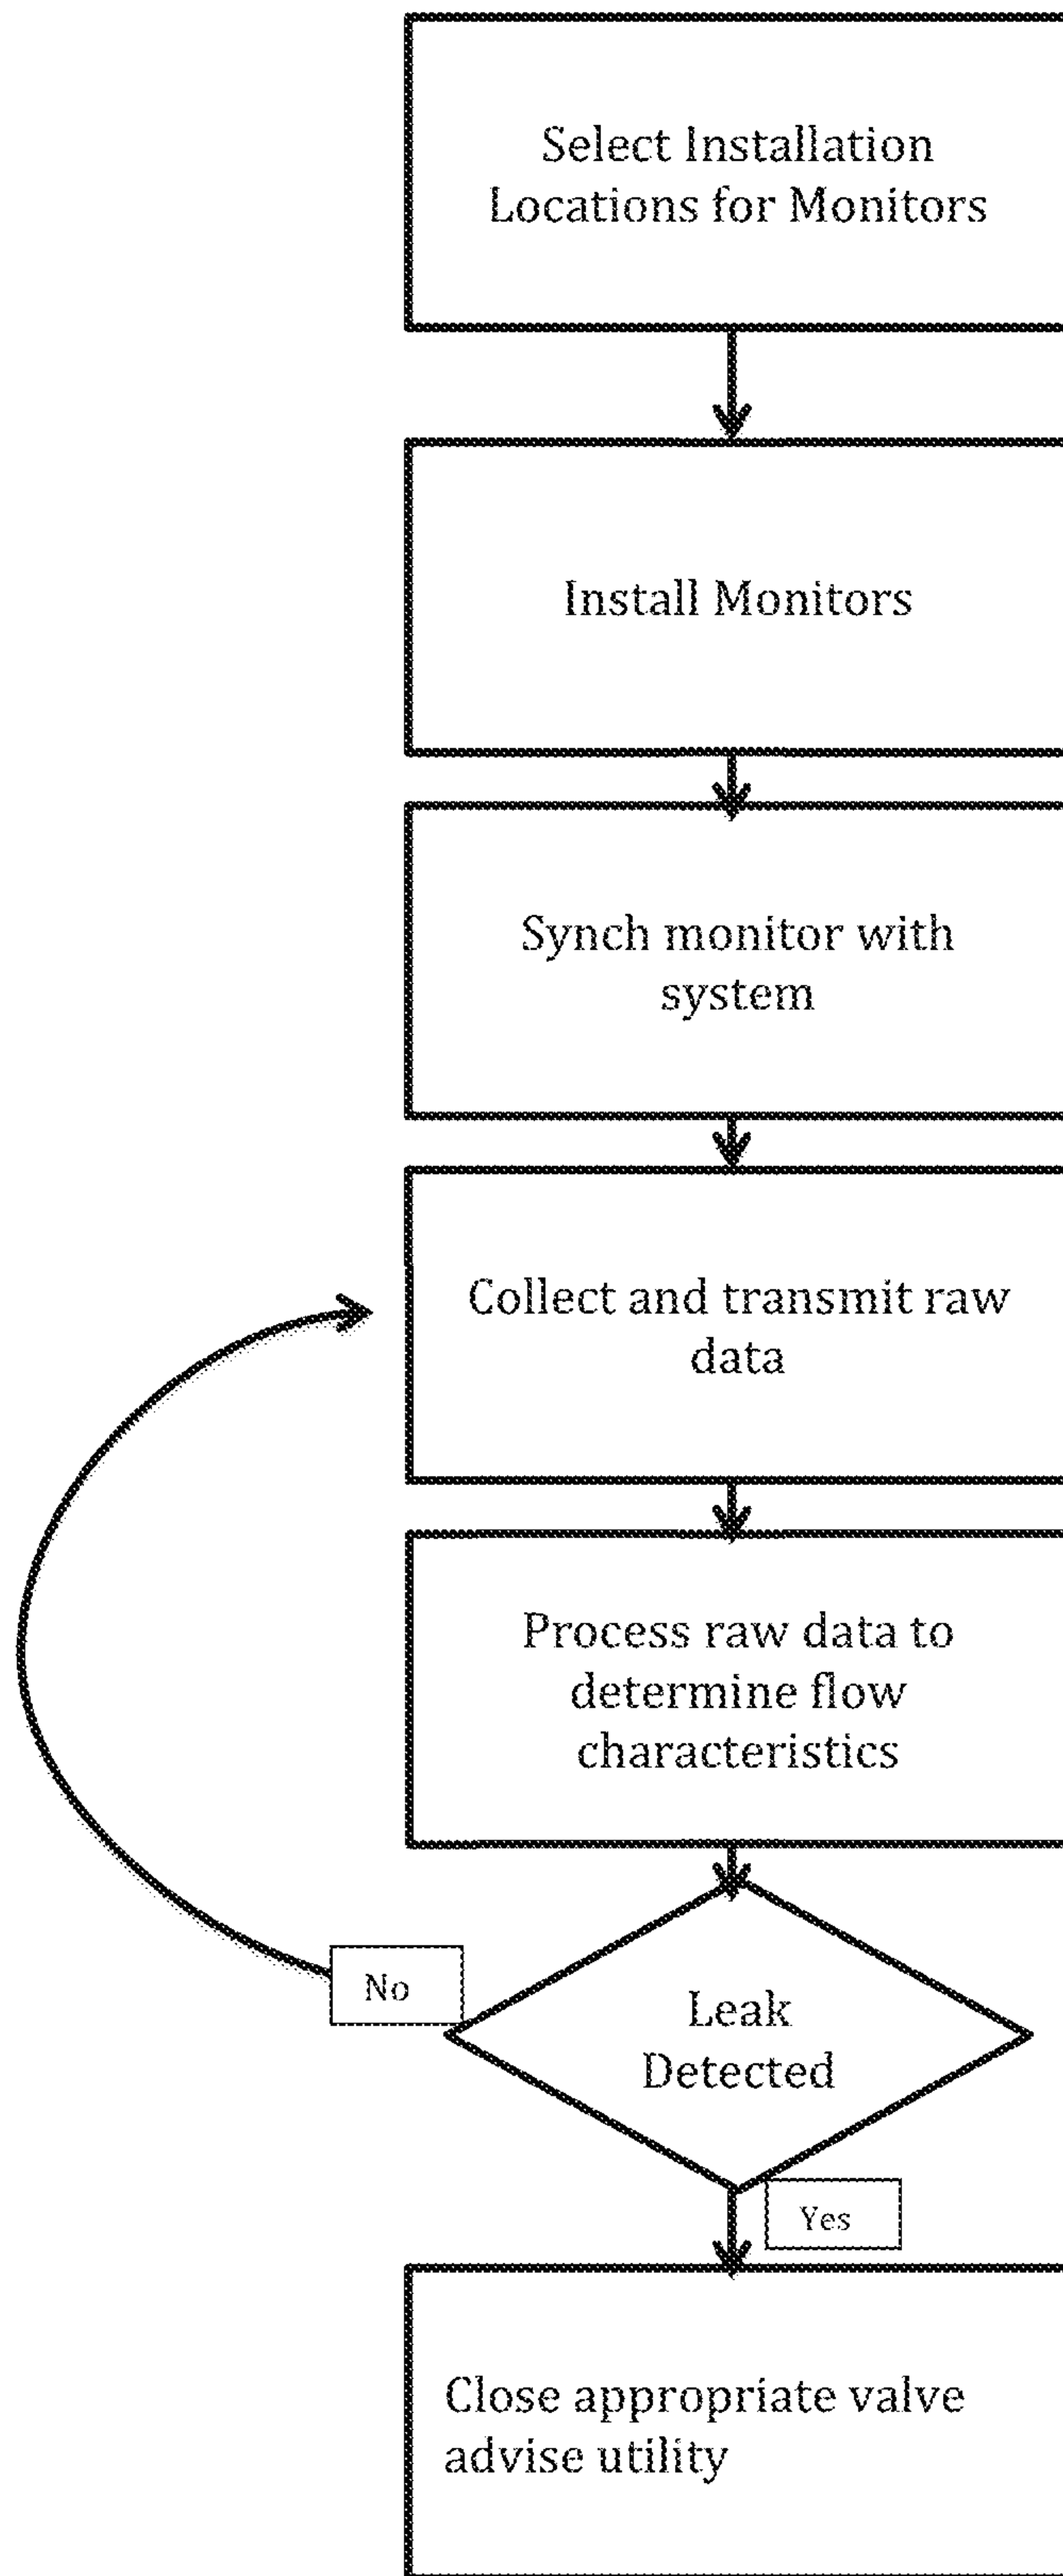 Select Installation
Locations for Monitors
Install Monitors
Synch monitor with
system
Collect and transmit raw
data
Process raw data to
determine flow
characteristics
Leak
Detected
No
Yes
Close appropriate valve
advise utility